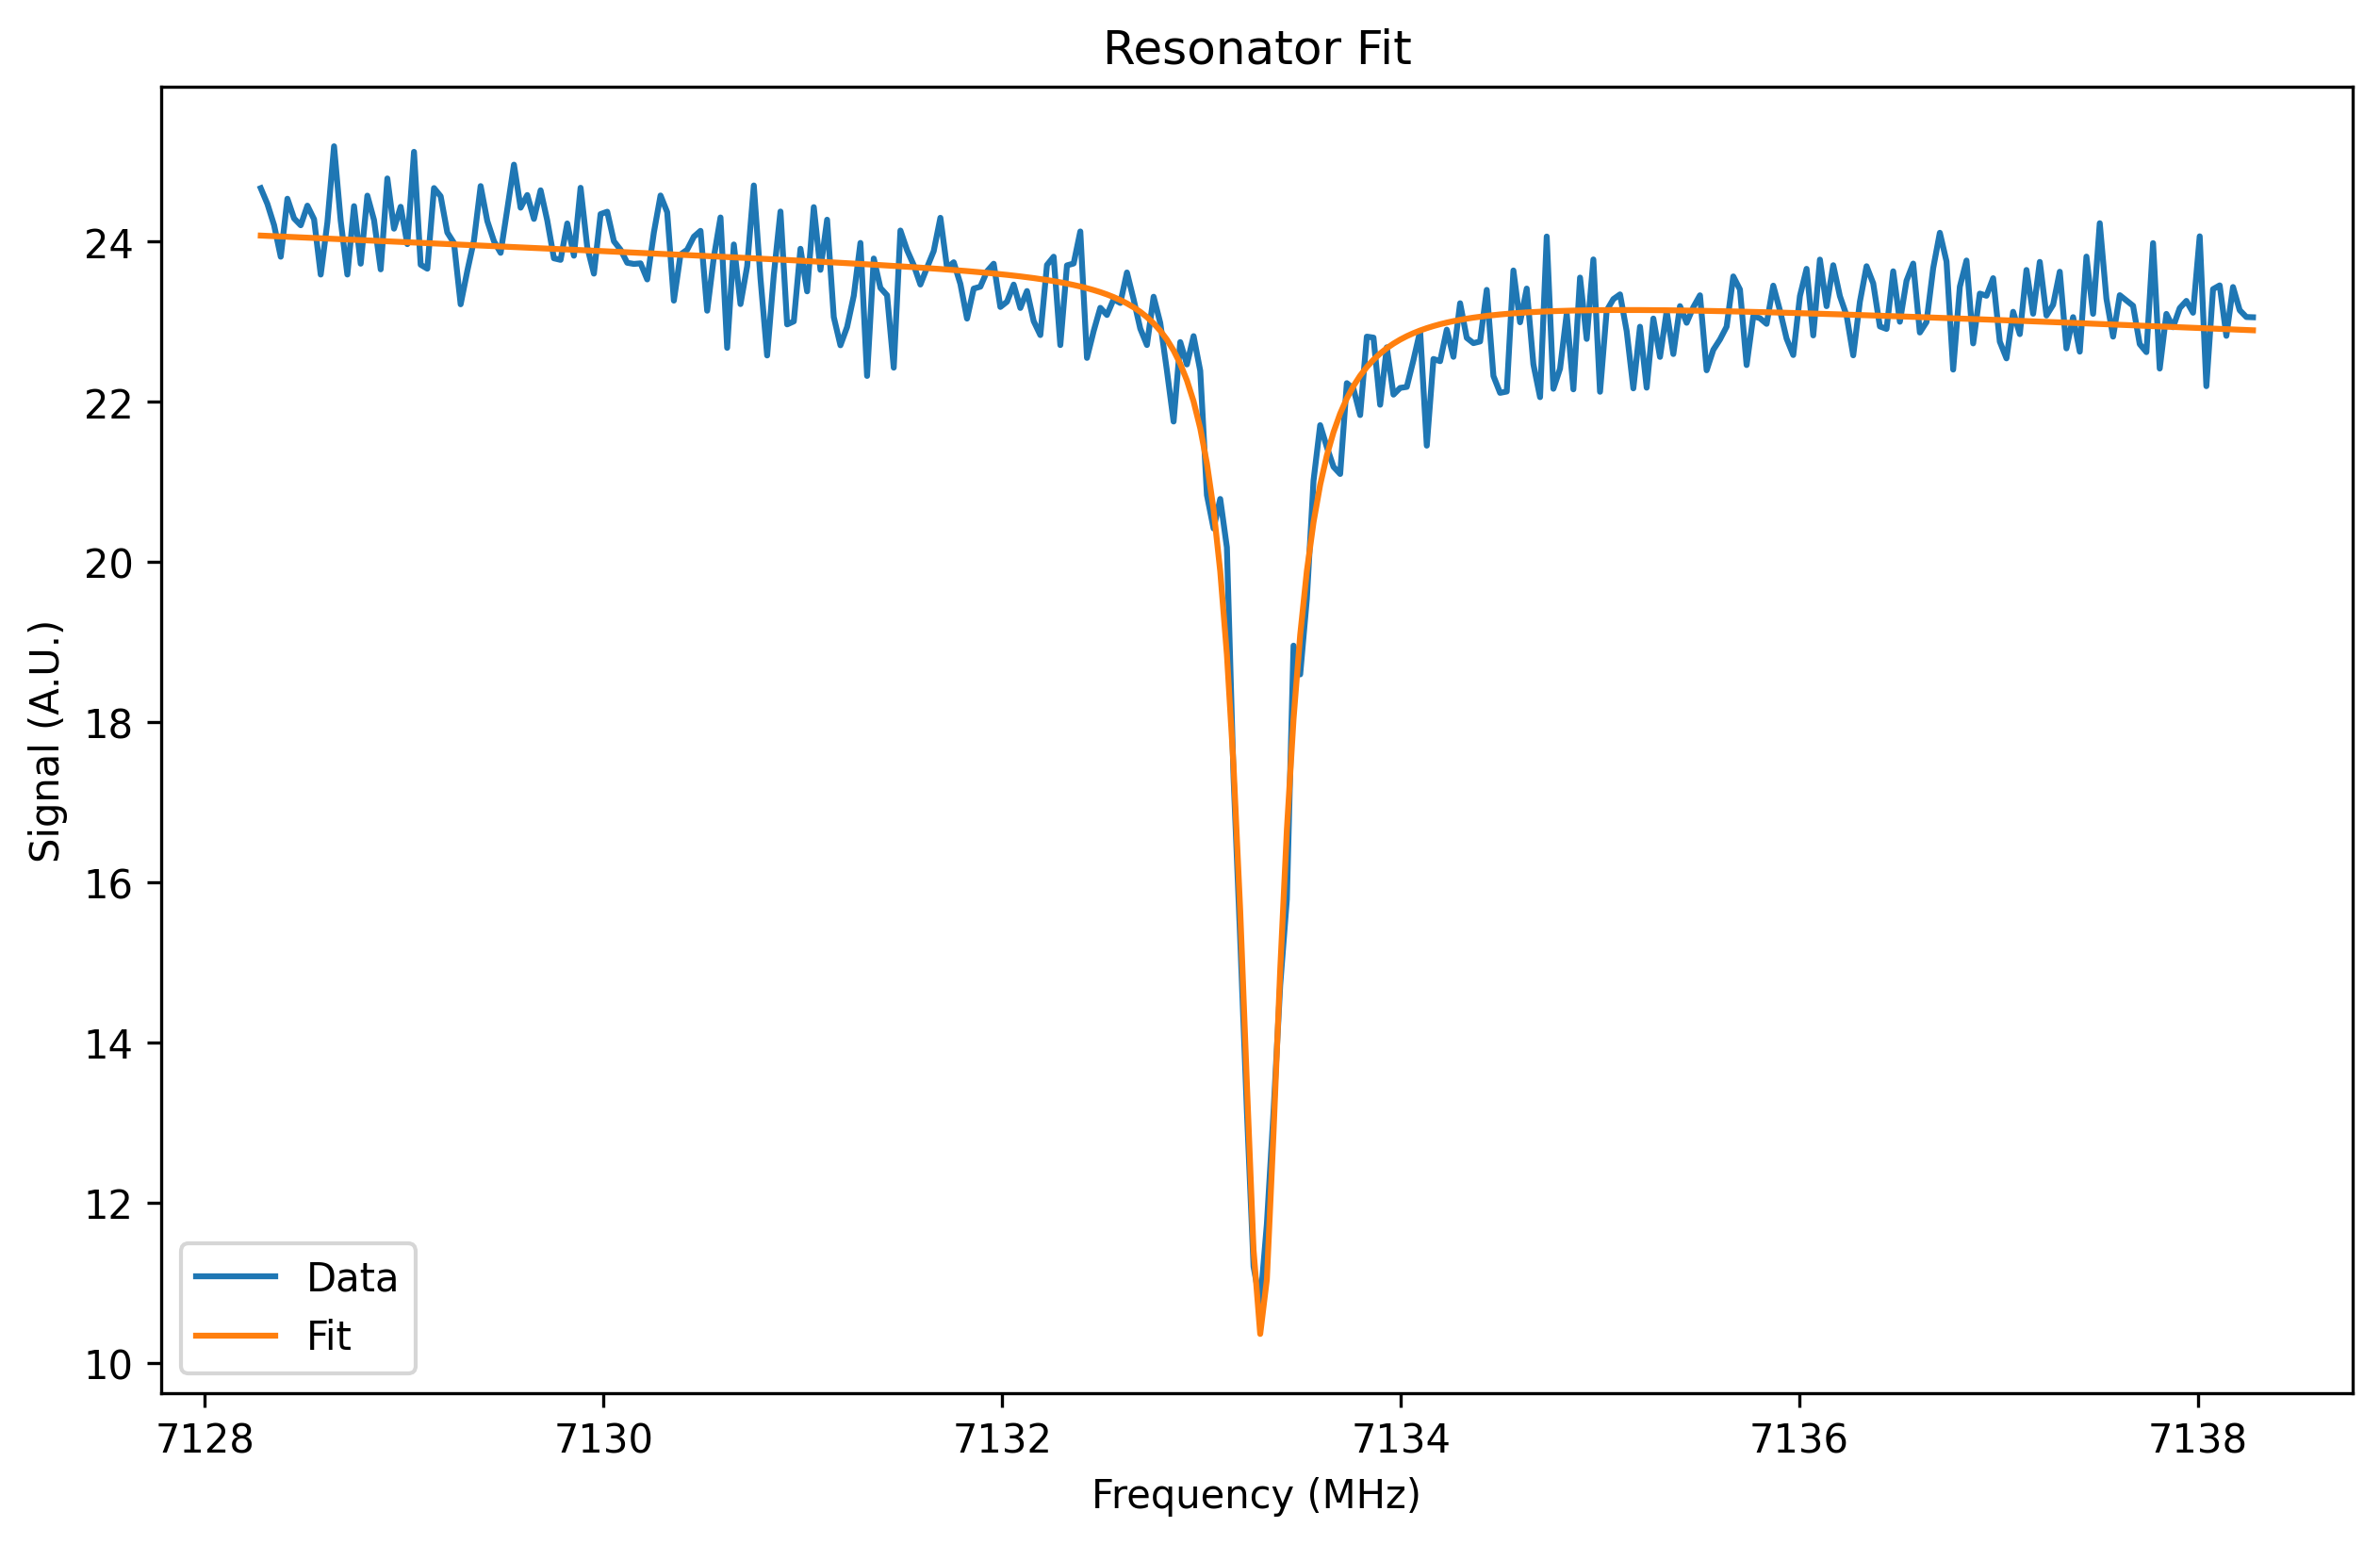 Resonator Fit
24
22
20
18
16
14
12
10
Signal (A.U.)
Data
Fit
7128 7130 7132 7134 7136 7138
Frequency (MHz)